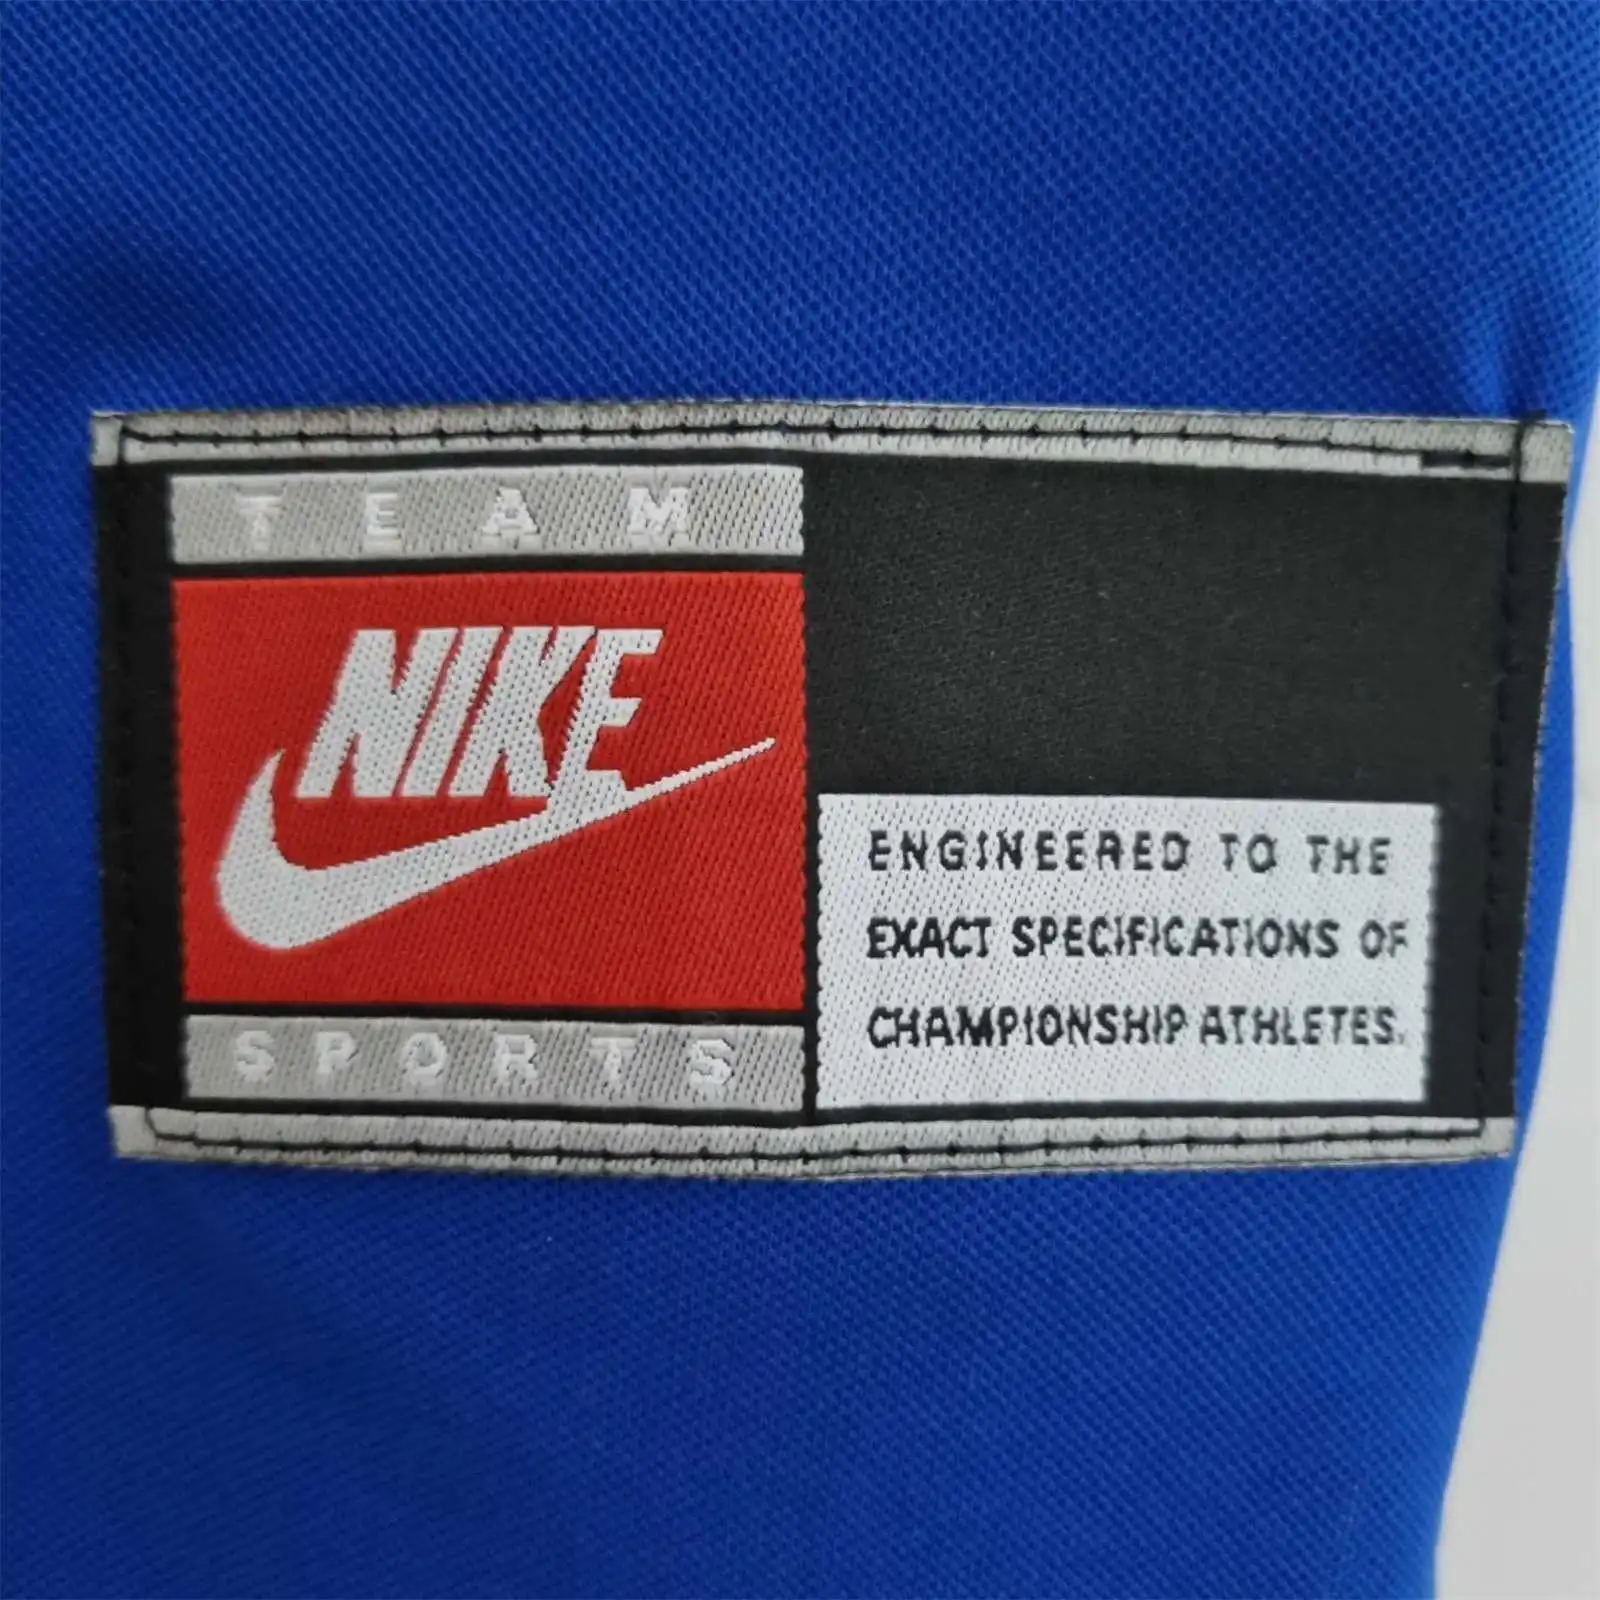 TEAM
NIKE
SPORTS
ENGINEERED TO THE
EXACT SPECIFICATIONS OF
CHAMPIONSHIP ATHLETES.